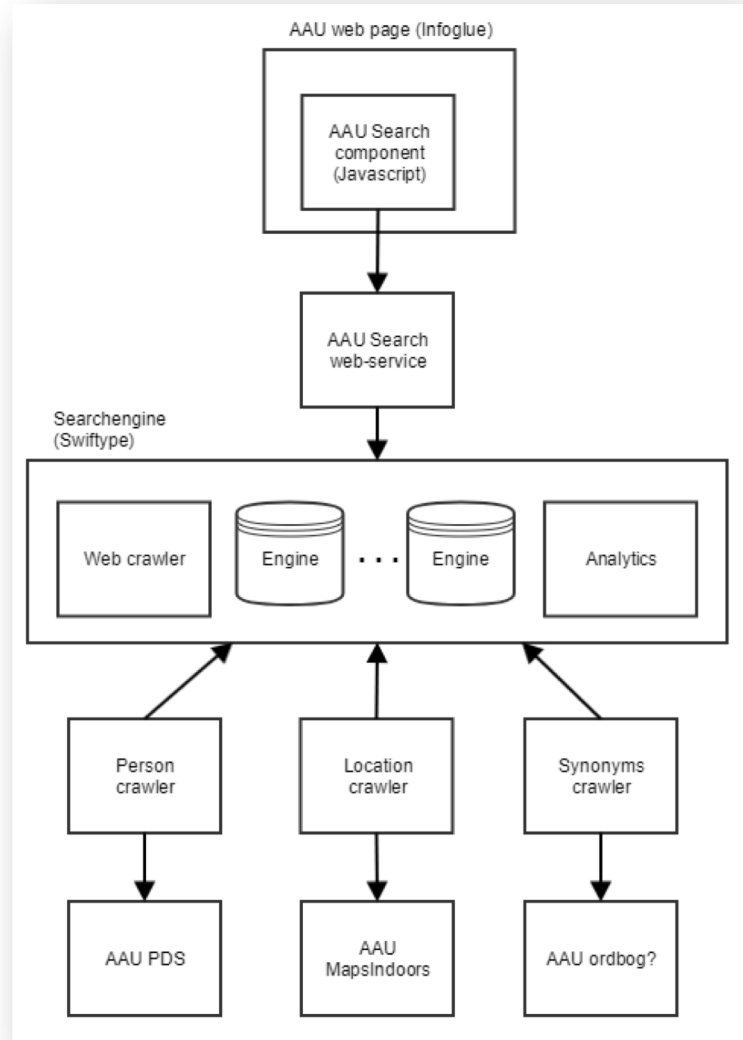 AAU web page (Infoglue)
AAU Search
component
(Javascript)
AAU Search
web-service
Searchengine
(Swiftype)
Web crawler
Engine
. . .
Engine
Analytics
Person
crawler
Location
crawler
Synonyms
crawler
AAU PDS
AAU
MapsIndoors
AAU ordbog?